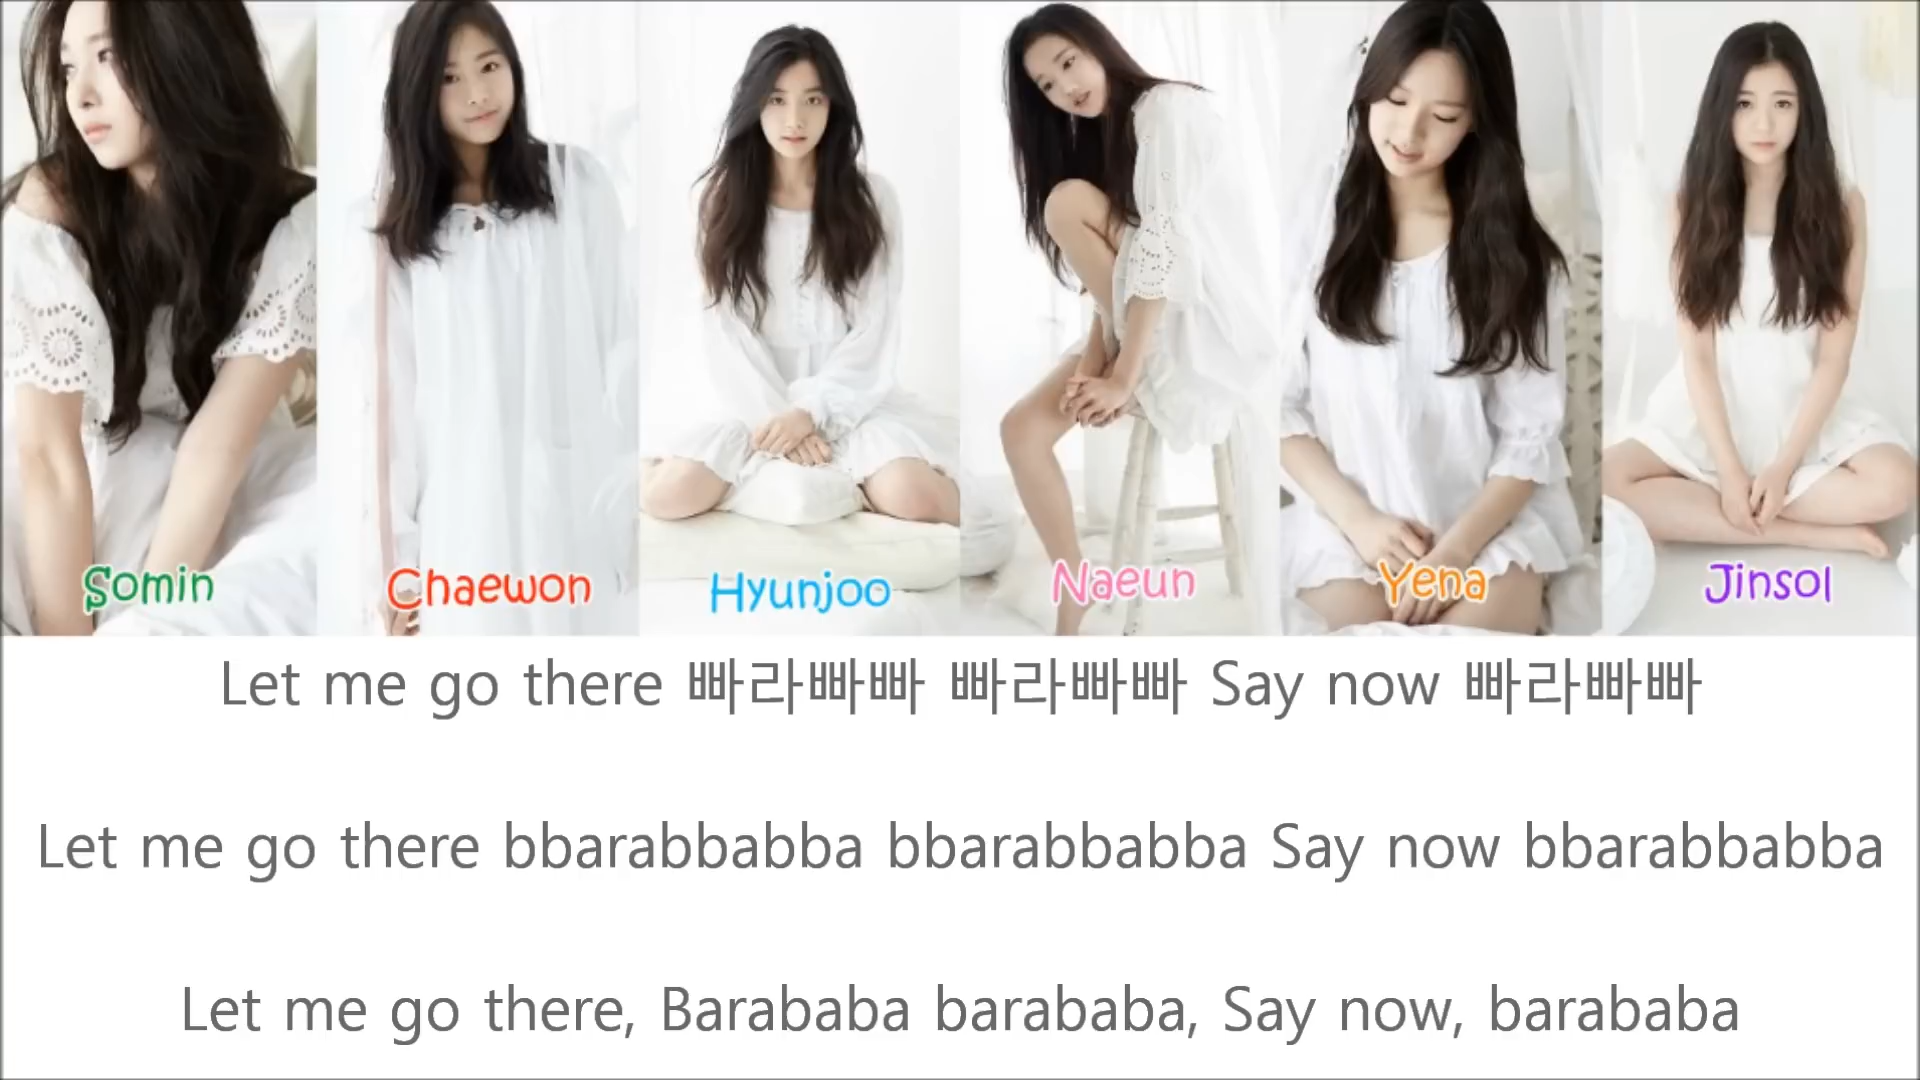 Somin
Chaewon
Hyunjoo
Naeun
Yena
Jinsol
Let me go there 빠라빠빠 빠라빠빠 Say now 빠라빠빠
Let me go there bbarabbabba bbarabbabba Say now bbarabbabba
Let me go there, Barababa barababa, Say now, barababa